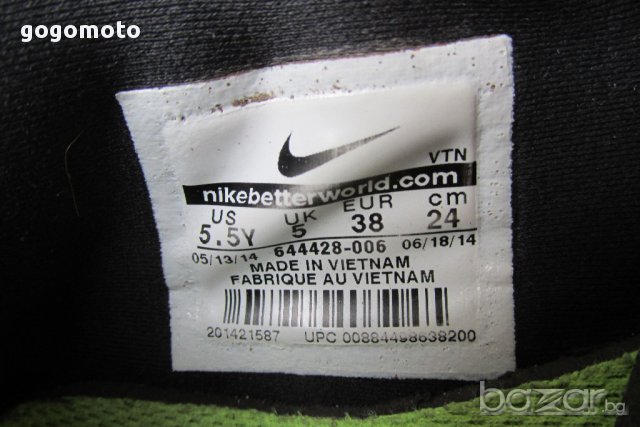 gogomoto
VTN
nikebetterworld.com
US UK EUR cm
5.5Y 5 38 24
05/13/14 644428-006 06/18/14
MADE IN VIETNAM
FABRIQUE AU VIETNAM
201421587 UPC 00884498638200
bazar.bg